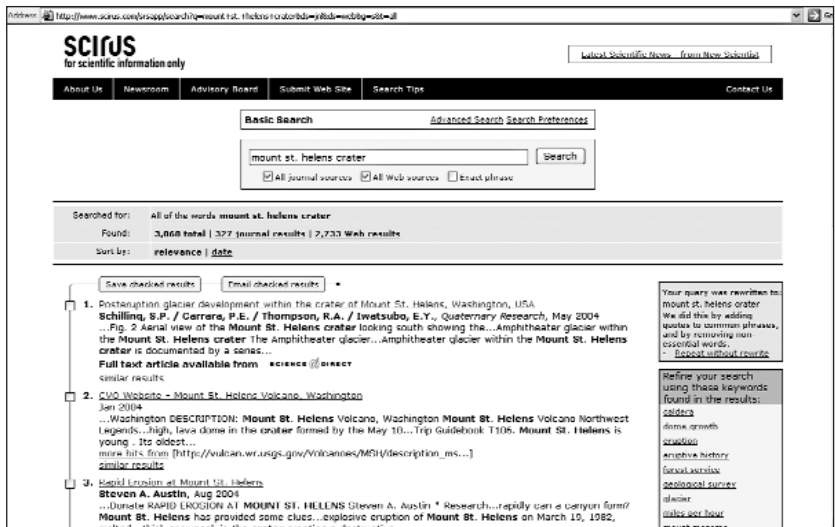 Address http://www.scirus.com/srsapp/search?q=mount+st.+helens+crater&ds=jnl&ds=web&g=s&t=all
SCIRUS
for scientific information only
Latest Scientific News - from New Scientist
About Us Newsroom Advisory Board Submit Web Site Search Tips Contact Us
Basic Search Advanced Search Search Preferences
mount st. helens crater Search
All journal sources All Web sources Exact phrase
Searched for: All of the words mount st. helens crater
Found: total | 327 journal results | 2,733 Web results
Sort by: relevance | date
Save checked results Email checked results
1. Posteruption glacier development within the crater of Mount St. Helens, Washington, USA
Schilling, S.P. / Carrara, P.E. / Thompson, R.A. / Iwatsubo, E.Y., Quaternary Research, May 2004
...Fig. 2 Aerial view of the Mount St. Helens crater looking south showing the...Amphitheater glacier within
the Mount St. Helens crater The Amphitheater glacier...Amphitheater glacier within the Mount St. Helens
crater is documented by a series...
Full text article available from SCIENCE @ DIRECT
similar results
2. CVO Website - Mount St. Helens Volcano, Washington
Jan 2004
...Washington DESCRIPTION: Mount St. Helens Volcano, Washington Mount St. Helens Volcano Northwest
Legends...high, lava dome in the crater formed by the May 18...Trip Guidebook T106. Mount St. Helens is
young. Its oldest...
more hits from [http://vulcan.wr.usgs.gov/Volcanoes/MSH/description_ms...]
similar results
3. Rapid Erosion at Mount St. Helens
Steven A. Austin, Aug 2004
...Donate RAPID EROSION AT MOUNT ST. HELENS Steven A. Austin * Research...rapidly can a canyon form?
Mount St. Helens has provided some clues...explosive eruption of Mount St. Helens on March 19, 1982,
Your query was rewritten to:
mount st. helens crater
We did this by adding
quotes to common phrases,
and by removing non
essential words.
- Repeat without rewrite
Refine your search
using these keywords
found in the results:
caldera
dome growth
eruption
eruptive history
forest service
geological survey
glacier
miles per hour